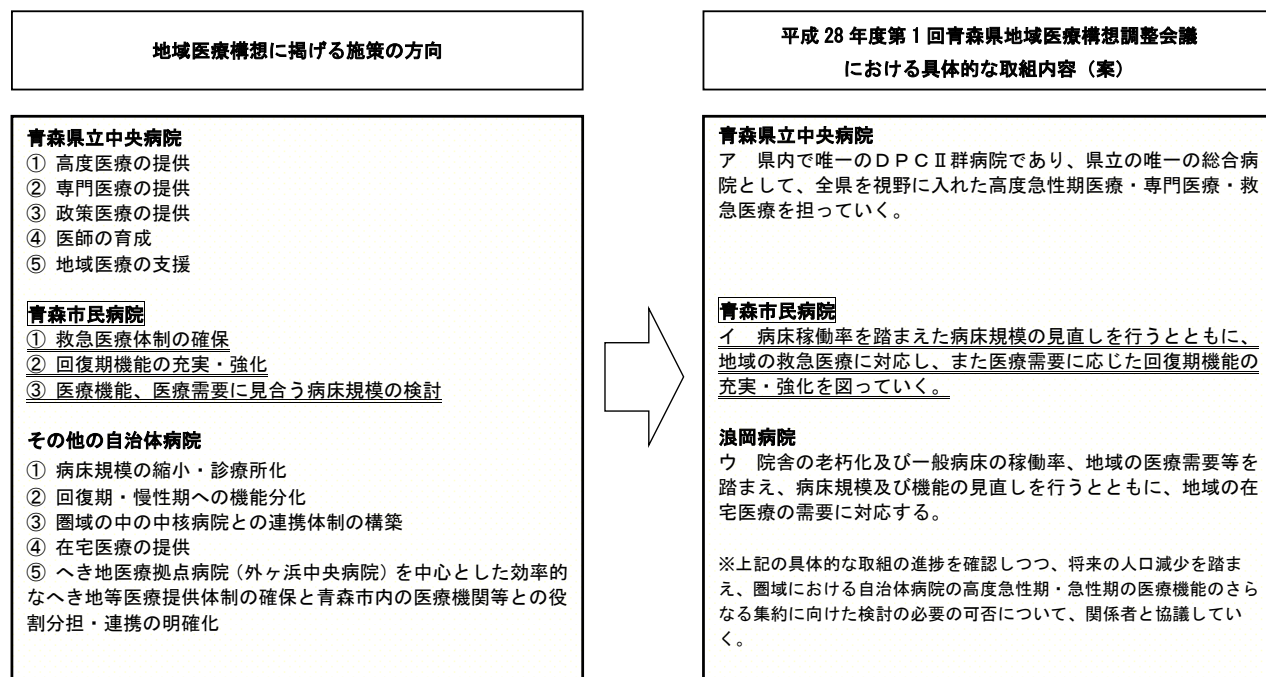 地域医療構想に掲げる施策の方向
青森県立中央病院
① 高度医療の提供
② 専門医療の提供
③ 政策医療の提供
④ 医師の育成
⑤ 地域医療の支援
青森市民病院
① 救急医療体制の確保
② 回復期機能の充実・強化
③ 医療機能、医療需要に見合う病床規模の検討
その他の自治体病院
① 病床規模の縮小・診療所化
② 回復期・慢性期への機能分化
③ 圏域の中の中核病院との連携体制の構築
④ 在宅医療の提供
⑤ へき地医療拠点病院（外ヶ浜中央病院）を中心とした効率的
なへき地等医療提供体制の確保と青森市内の医療機関等との役
割分担・連携の明確化
平成 28 年度第 1 回青森県地域医療構想調整会議
における具体的な取組内容（案）
青森県立中央病院
ア　県内で唯一のＤＰＣⅡ群病院であり、県立の唯一の総合病
院として、全県を視野に入れた高度急性期医療・専門医療・救
急医療を担っていく。
青森市民病院
イ　病床稼働率を踏まえた病床規模の見直しを行うとともに、
地域の救急医療に対応し、また医療需要に応じた回復期機能の
充実・強化を図っていく。
浪岡病院
ウ　院舎の老朽化及び一般病床の稼働率、地域の医療需要等を
踏まえ、病床規模及び機能の見直しを行うとともに、地域の在
宅医療の需要に対応する。
※上記の具体的な取組の進捗を確認しつつ、将来の人口減少を踏ま
え、圏域における自治体病院の高度急性期・急性期の医療機能のさら
なる集約に向けた検討の必要の可否について、関係者と協議してい
く。